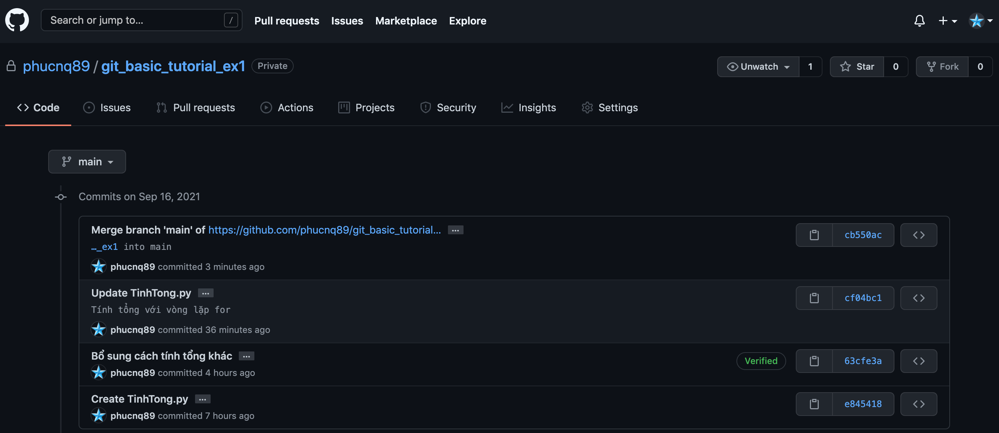 Search or jump to... /
Pull requests Issues Marketplace Explore
phucnq89 / git_basic_tutorial_ex1 Private
Unwatch 1 Star 0 Fork 0
Code Issues Pull requests Actions Projects Security Insights Settings
main
Commits on Sep 16, 2021
Merge branch 'main' of https://github.com/phucnq89/git_basic_tutorial… …
cb550ac
…_ex1 into main
phucnq89 committed 3 minutes ago
Update TinhTong.py …
cf04bc1
Tính tổng với vòng lặp for
phucnq89 committed 36 minutes ago
Bổ sung cách tính tổng khác …
Verified 63cfe3a
phucnq89 committed 4 hours ago
Create TinhTong.py …
e845418
phucnq89 committed 7 hours ago